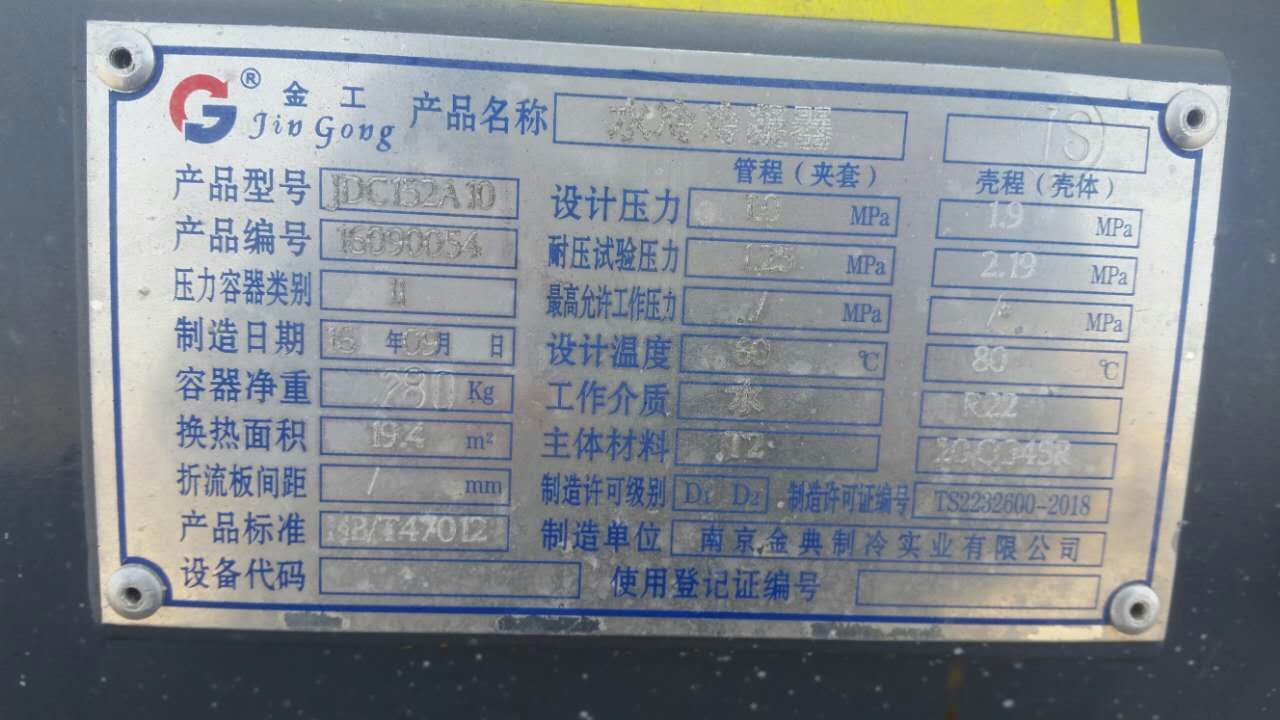 G ® 金工 Jin Gong 产品名称 水冷冷凝器 TS
管程（夹套） 壳程（壳体）
产品型号 JDC152A10 设计压力 1.0 MPa 1.9 MPa
产品编号 16090054 耐压试验压力 1.25 MPa 2.19 MPa
压力容器类别 II 最高允许工作压力 / MPa / MPa
制造日期 16 年 09 月 日 设计温度 ℃ 80 ℃
容器净重 280 Kg 工作介质 水 R22
换热面积 19.4 m² 主体材料 T2
折流板间距 / mm 制造许可级别 D1 D2 制造许可证编号 TS2232600-2018
产品标准 NB/T47012 制造单位 南京金典制冷实业有限公司
设备代码 使用登记证编号